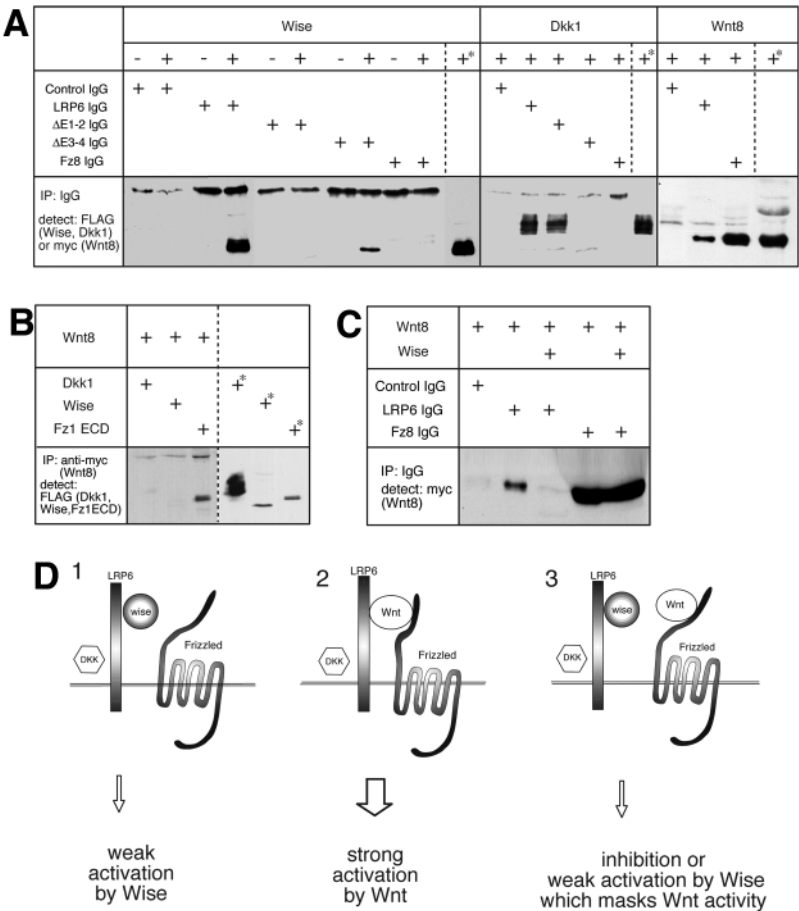 A
Wise Dkk1 Wnt8
- + - + - + - + - + +* + + + + + +* + + + +*
Control IgG + + + +
LRP6 IgG + + + +
ΔE1-2 IgG + + +
ΔE3-4 IgG + + +
Fz8 IgG + + + +
IP: IgG
detect: FLAG
(Wise, Dkk1)
or myc (Wnt8)
B
Wnt8 + + +
Dkk1 + +*
Wise + +*
Fz1 ECD + +*
IP: anti-myc
(Wnt8)
detect:
FLAG (Dkk1,
Wise,Fz1ECD)
C
Wnt8 + + + + +
Wise + +
Control IgG +
LRP6 IgG + +
Fz8 IgG + +
IP: IgG
detect: myc
(Wnt8)
D
1
LRP6
wise
Frizzled
DKK
weak
activation
by Wise
2
LRP6
Wnt
Frizzled
DKK
strong
activation
by Wnt
3
LRP6
wise
Wnt
Frizzled
DKK
inhibition or
weak activation by Wise
which masks Wnt activity